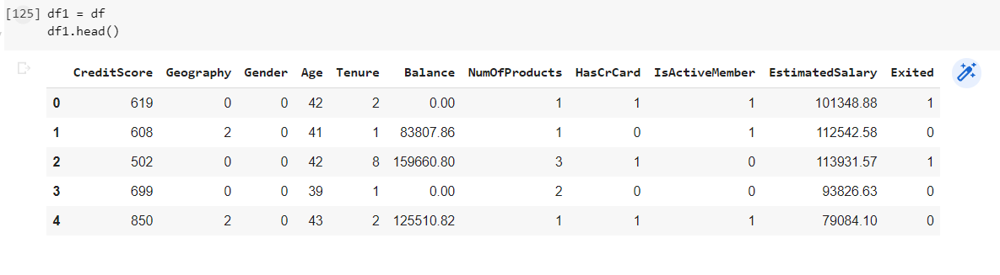 [125] df1 = df
df1.head()
CreditScore Geography Gender Age Tenure Balance NumOfProducts HasCrCard IsActiveMember EstimatedSalary Exited
0 619 0 0 42 2 0.00 1 1 1 101348.88 1
1 608 2 0 41 1 83807.86 1 0 1 112542.58 0
2 502 0 0 42 8 159660.80 3 1 0 113931.57 1
3 699 0 0 39 1 0.00 2 0 0 93826.63 0
4 850 2 0 43 2 125510.82 1 1 1 79084.10 0